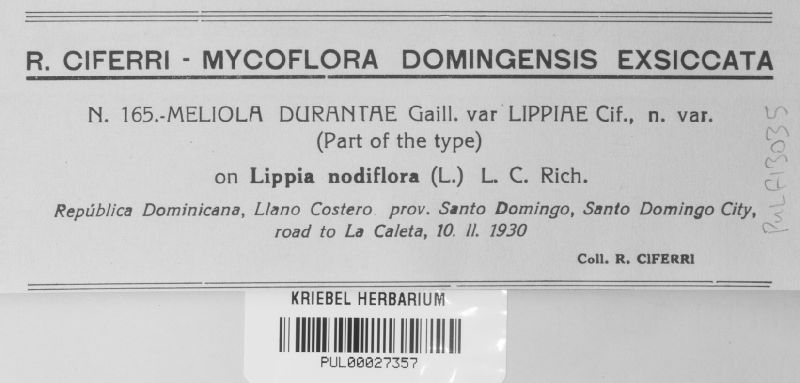 R. CIFERRI - MYCOFLORA DOMINGENSIS EXSICCATA
N. 165.-MELIOLA DURANTAE Gaill. var LIPPIAE Cif., n. var.
(Part of the type)
on Lippia nodiflora (L.) L. C. Rich.
República Dominicana, Llano Costero prov. Santo Domingo, Santo Domingo City,
road to La Caleta, 10. II. 1930
Coll. R. CIFERRI
PUL F13035
KRIEBEL HERBARIUM
PUL00027357